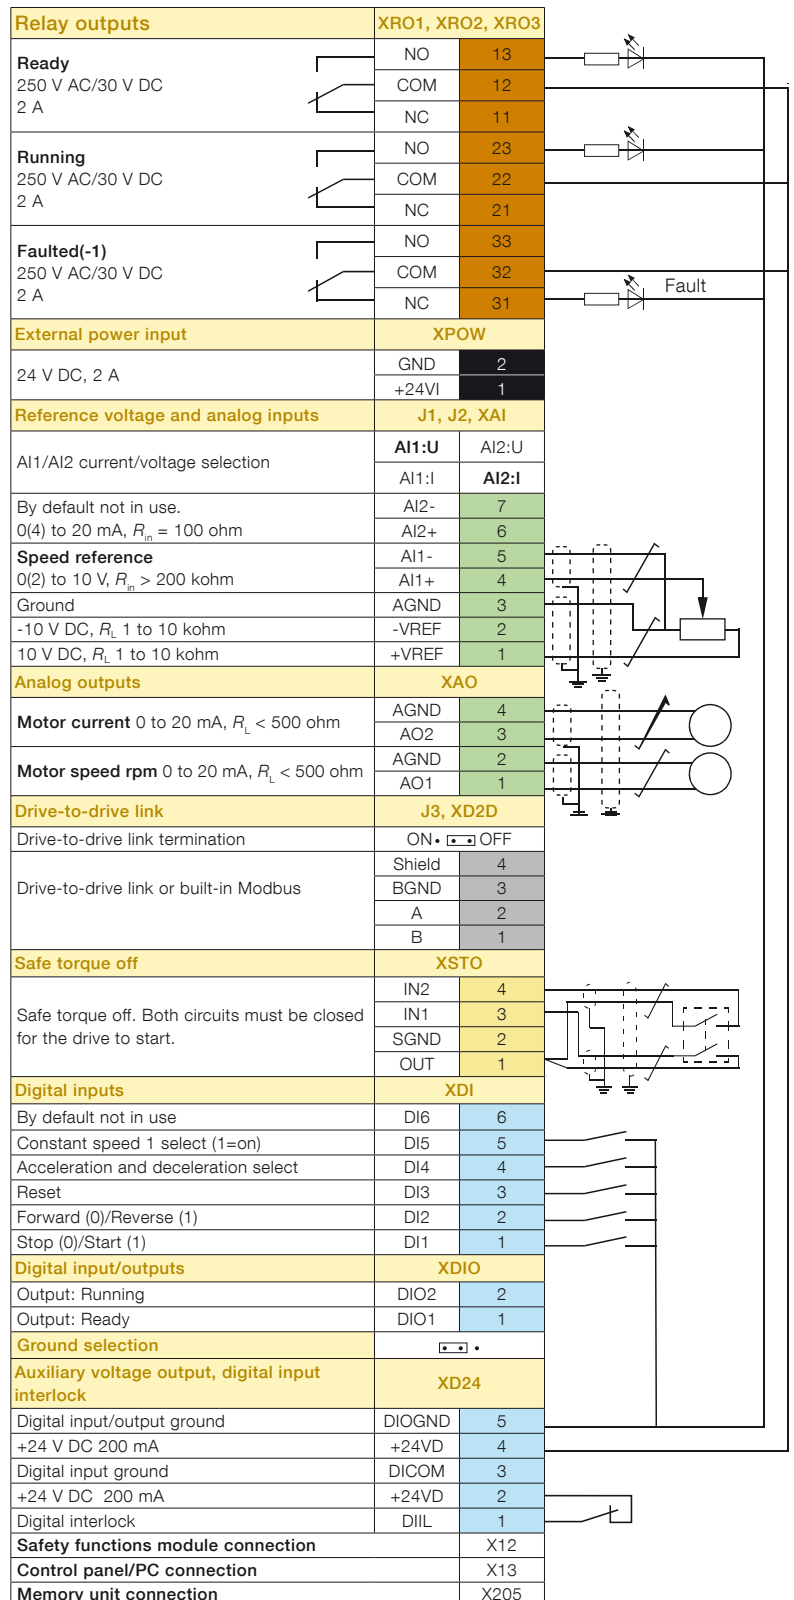 Relay outputs XRO1, XRO2, XRO3
Ready
250 V AC/30 V DC
2 A
NO 13
COM 12
NC 11
Running
250 V AC/30 V DC
2 A
NO 23
COM 22
NC 21
Faulted(-1)
250 V AC/30 V DC
2 A
NO 33
COM 32
NC 31
Fault
External power input XPOW
24 V DC, 2 A
GND 2
+24VI 1
Reference voltage and analog inputs J1, J2, XAI
AI1/AI2 current/voltage selection
AI1:U AI2:U
AI1:I AI2:I
By default not in use.
0(4) to 20 mA, Rin = 100 ohm
AI2- 7
AI2+ 6
Speed reference
0(2) to 10 V, Rin > 200 kohm
AI1- 5
AI1+ 4
Ground AGND 3
-10 V DC, RL 1 to 10 kohm -VREF 2
10 V DC, RL 1 to 10 kohm +VREF 1
Analog outputs XAO
Motor current 0 to 20 mA, RL < 500 ohm
AGND 4
AO2 3
Motor speed rpm 0 to 20 mA, RL < 500 ohm
AGND 2
AO1 1
Drive-to-drive link J3, XD2D
Drive-to-drive link termination ON OFF
Drive-to-drive link or built-in Modbus
Shield 4
BGND 3
A 2
B 1
Safe torque off XSTO
Safe torque off. Both circuits must be closed
for the drive to start.
IN2 4
IN1 3
SGND 2
OUT 1
Digital inputs XDI
By default not in use DI6 6
Constant speed 1 select (1=on) DI5 5
Acceleration and deceleration select DI4 4
Reset DI3 3
Forward (0)/Reverse (1) DI2 2
Stop (0)/Start (1) DI1 1
Digital input/outputs XDIO
Output: Running DIO2 2
Output: Ready DIO1 1
Ground selection
Auxiliary voltage output, digital input
interlock
XD24
Digital input/output ground DIOGND 5
+24 V DC 200 mA +24VD 4
Digital input ground DICOM 3
+24 V DC 200 mA +24VD 2
Digital interlock DIIL 1
Safety functions module connection X12
Control panel/PC connection X13
Memory unit connection X205